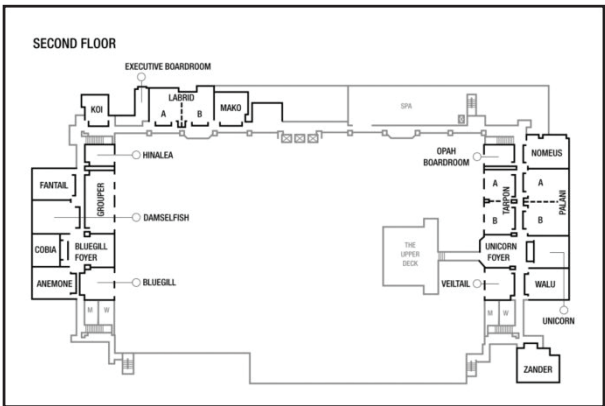 SECOND FLOOR
EXECUTIVE BOARDROOM
LABRID
A
B
KOI
MAKO
SPA
HINALEA
OPAH
BOARDROOM
NOMEUS
FANTAIL
GROUPER
A
B
TARPON
A
B
PALANI
DAMSELFISH
COBIA
BLUEGILL
FOYER
THE
UPPER
DECK
UNICORN
FOYER
ANEMONE
BLUEGILL
VEILTAIL
WALU
UNICORN
M
W
M
W
ZANDER